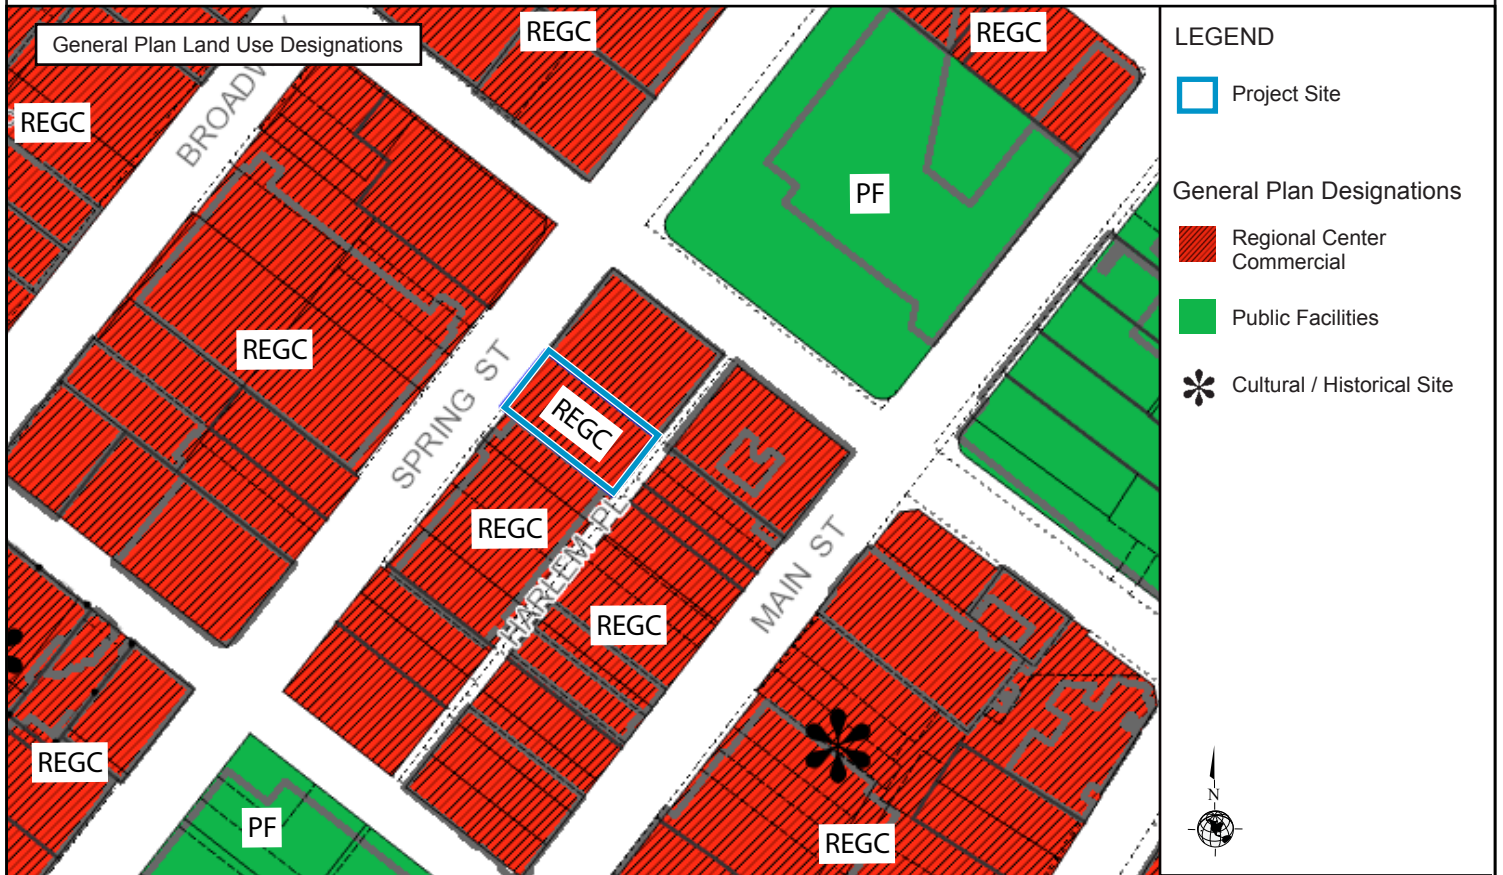 General Plan Land Use Designations
REGC
REGC
REGC
BROADW
PF
REGC
SPRING ST
REGC
REGC
HARLEM PL
REGC
MAIN ST
REGC
PF
REGC
LEGEND
Project Site
General Plan Designations
Regional Center
Commercial
Public Facilities
Cultural / Historical Site
N